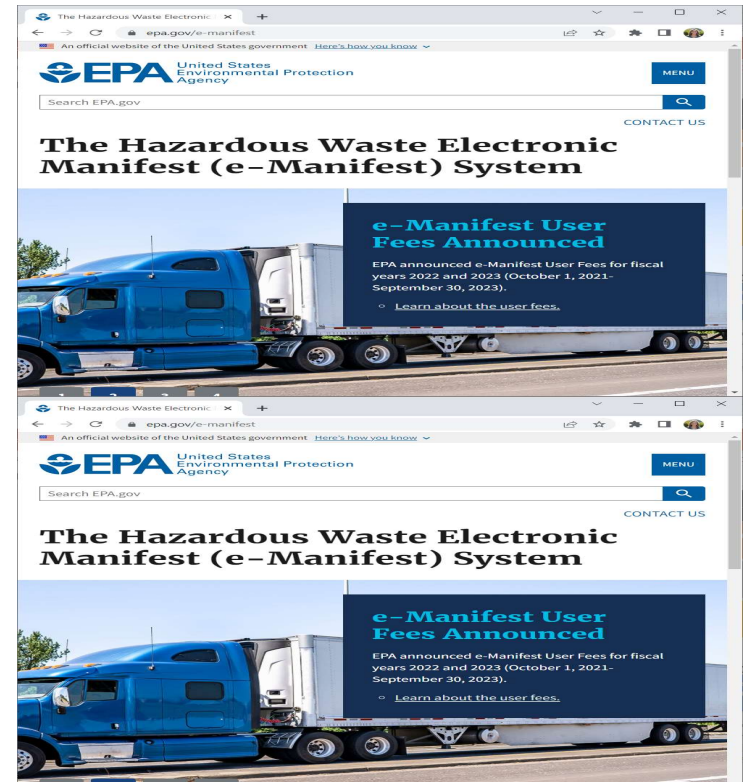 The Hazardous Waste Electronic
epa.gov/e-manifest
An official website of the United States government Here's how you know
EPA United States
Environmental Protection
Agency
MENU
Search EPA.gov
CONTACT US
The Hazardous Waste Electronic
Manifest (e-Manifest) System
e-Manifest User
Fees Announced
EPA announced e-Manifest User Fees for fiscal
years 2022 and 2023 (October 1, 2021-
September 30, 2023).
Learn about the user fees.
1 2 3 4
The Hazardous Waste Electronic
epa.gov/e-manifest
An official website of the United States government Here's how you know
EPA United States
Environmental Protection
Agency
MENU
Search EPA.gov
CONTACT US
The Hazardous Waste Electronic
Manifest (e-Manifest) System
e-Manifest User
Fees Announced
EPA announced e-Manifest User Fees for fiscal
years 2022 and 2023 (October 1, 2021-
September 30, 2023).
Learn about the user fees.